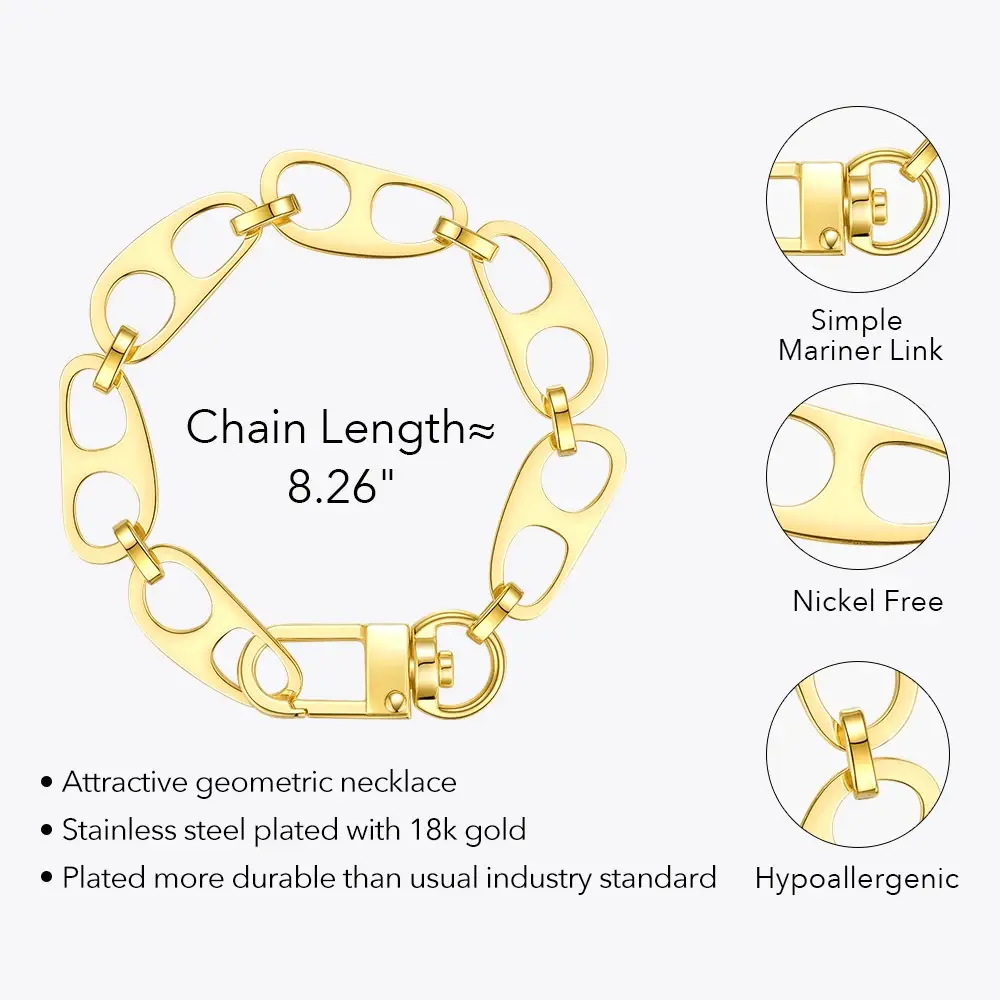 Chain Length≈
8.26"
Simple
Mariner Link
Nickel Free
Hypoallergenic
• Attractive geometric necklace
• Stainless steel plated with 18k gold
• Plated more durable than usual industry standard